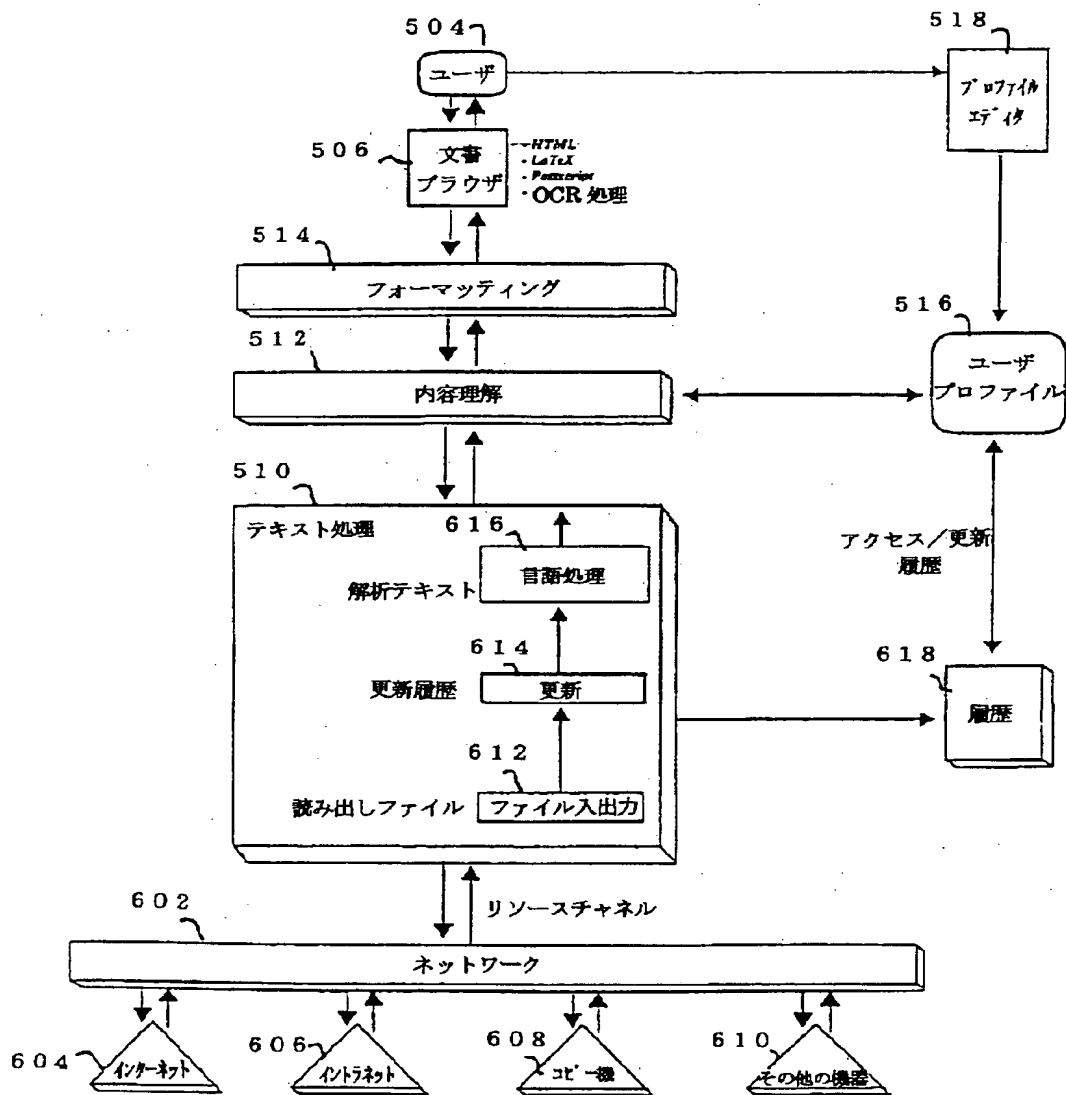 ５０４
５１８
ユーザ
プロファイル
エディタ
５０６
文書
ブラウザ
-HTML
- LaTeX
- Postscript
- OCR 処理
５１４
フォーマッティング
５１２
内容理解
５１６
ユーザ
プロファイル
５１０
テキスト処理
６１６
言語処理
解析テキスト
アクセス／更新
履歴
６１４
更新履歴
更新
６１８
履歴
６１２
読み出しファイル
ファイル入出力
リソースチャネル
６０２
ネットワーク
６０４
インターネット
６０６
イントラネット
６０８
コピー機
６１０
その他の機器